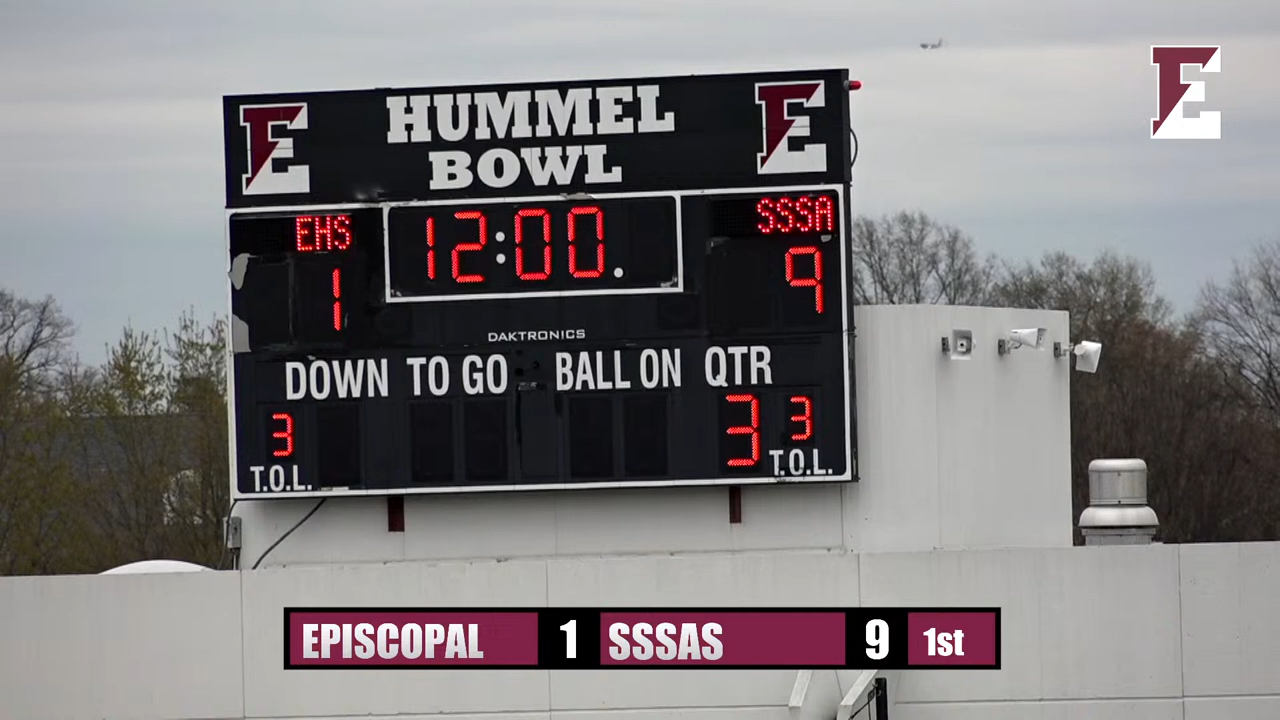 E HUMMEL E
BOWL
E
EHS 12:00. SSSA
1 9
DAKTRONICS
DOWN TO GO BALL ON QTR
3 3 3
T.O.L. T.O.L.
EPISCOPAL 1 SSSAS 9 1st